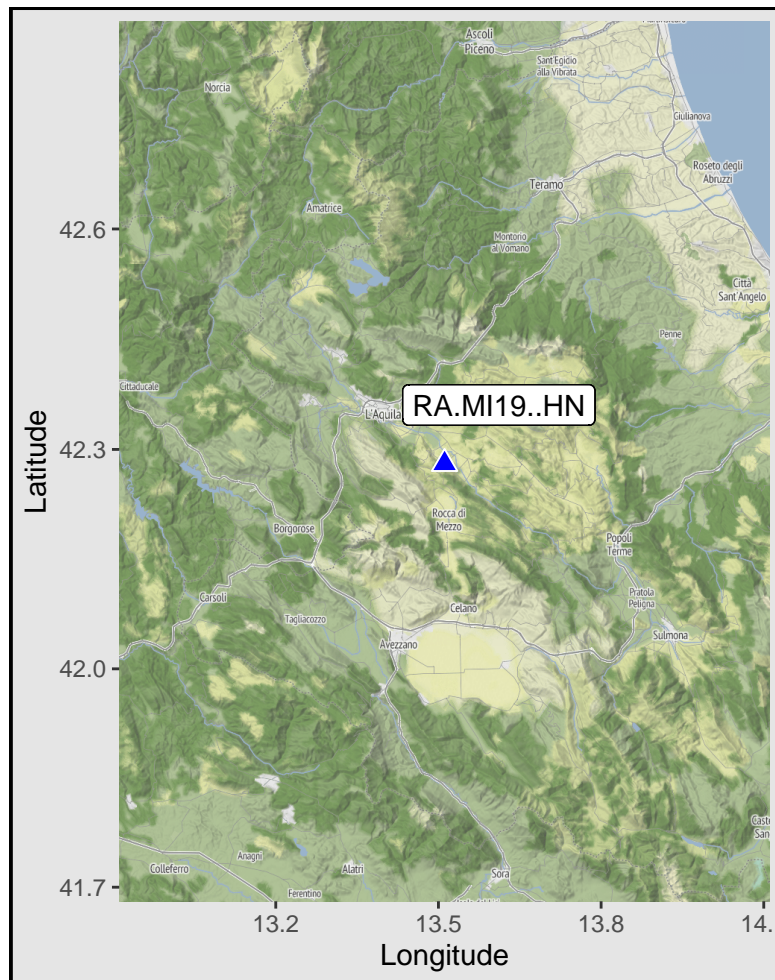 Ascoli
Piceno
Sant'Egidio
alla Vibrata
Norcia
Giulianova
Roseto degli
Abruzzi
Teramo
Amatrice
42.6
Montorio
al Vomano
Città
Sant'Angelo
Penne
Cittaducale
RA.MI19..HN
L'Aquila
42.3
Latitude
Rocca di
Mezzo
Borgorose
Popoli
Terme
Carsoli
Pratola
Peligna
Celano
Tagliacozzo
Sulmona
Avezzano
42.0
Anagni
Colleferro
Alatri
Sora
Ferentino
41.7
13.2
13.5
13.8
14.
Longitude